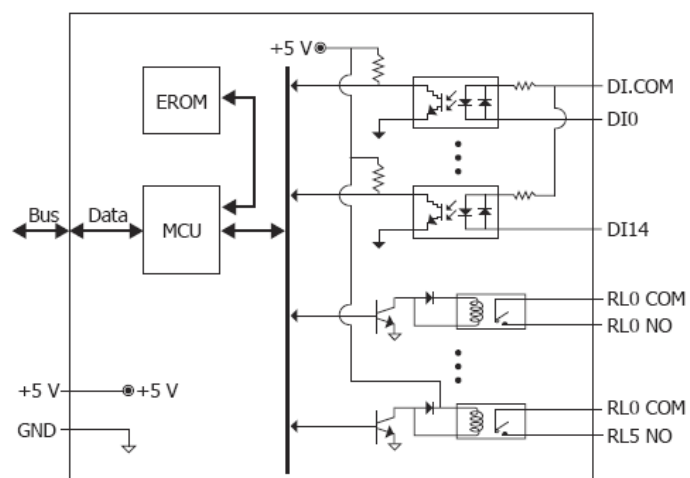 +5 V
EROM
DI.COM
DI0
Bus
Data
MCU
DI14
RL0 COM
RL0 NO
+5 V
+5 V
GND
RL0 COM
RL5 NO